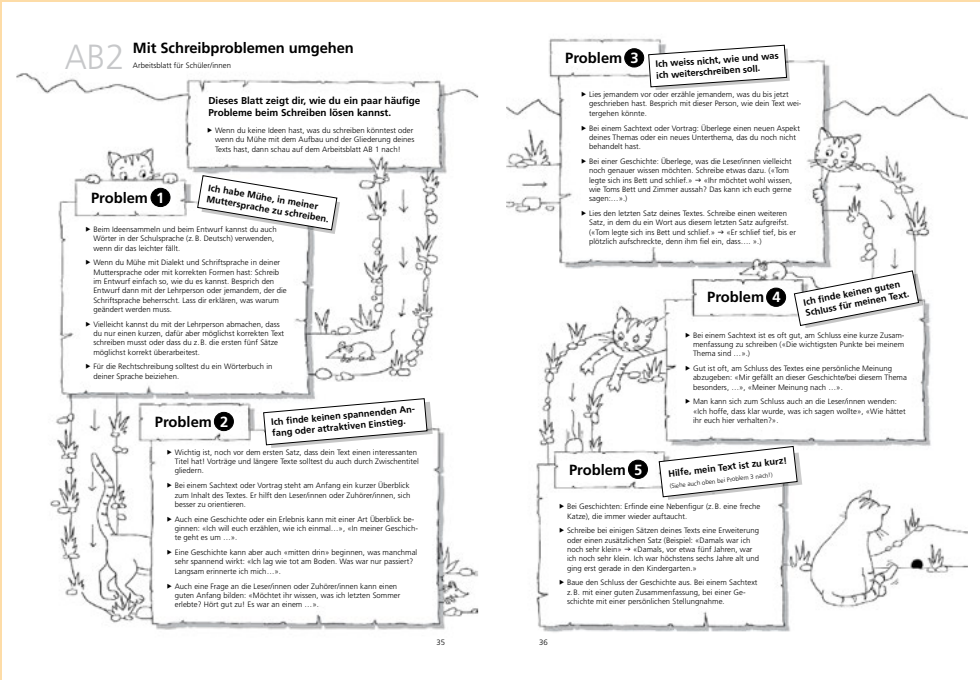 AB2
Mit Schreibproblemen umgehen
Arbeitsblatt für Schüler/innen
Dieses Blatt zeigt dir, wie du ein paar häufige
Probleme beim Schreiben lösen kannst.
Wenn du keine Ideen hast, was du schreiben könntest oder
wenn du Mühe mit dem Aufbau und der Gliederung deines
Texts hast, dann schau auf dem Arbeitsblatt AB 1 nach!
Problem 1
Ich habe Mühe, in meiner
Muttersprache zu schreiben.
Beim Ideensammeln und beim Entwurf kannst du auch
Wörter in der Schulsprache (z.B. Deutsch) verwenden,
wenn dir das leichter fällt.
Wenn du Mühe mit Dialekt und Schriftsprache in deiner
Muttersprache oder mit korrekten Formen hast: Schreib
im Entwurf einfach so, wie du es kannst. Besprich den
Entwurf dann mit der Lehrperson oder jemandem, der die
Schriftsprache beherrscht. Lass dir erklären, was warum
geändert werden muss.
Vielleicht kannst du mit der Lehrperson abmachen, dass
du nur einen kurzen, dafür aber möglichst korrekten Text
schreiben musst oder dass du z.B. die ersten fünf Sätze
möglichst korrekt überarbeitest.
Für die Rechtschreibung solltest du ein Wörterbuch in
deiner Sprache beiziehen.
Problem 2
Ich finde keinen spannenden An-
fang oder attraktiven Einstieg.
Wichtig ist, noch vor dem ersten Satz, dass dein Text einen interessanten
Titel hat! Vorträge und längere Texte solltest du auch durch Zwischentitel
gliedern.
Bei einem Sachtext oder Vortrag steht am Anfang ein kurzer Überblick
zum Inhalt des Textes. Er hilft den Leser/innen oder Zuhörer/innen, sich
besser zu orientieren.
Auch eine Geschichte oder ein Erlebnis kann mit einer Art Überblick be-
ginnen: «Ich will euch erzählen, wie ich einmal…», «In meiner Geschich-
te geht es um …».
Eine Geschichte kann aber auch «mitten drin» beginnen, was manchmal
sehr spannend wirkt: «Ich lag wie tot am Boden. Was war nur passiert?
Langsam erinnerte ich mich…».
Auch eine Frage an die Leser/innen oder Zuhörer/innen kann einen
guten Anfang bilden: «Möchtet ihr wissen, was ich letzten Sommer
erlebte? Hört gut zu! Es war an einem …».
35
Problem 3
Ich weiss nicht, wie und was
ich weiterschreiben soll.
Lies jemandem vor oder erzähle jemandem, was du bis jetzt
geschrieben hast. Besprich mit dieser Person, wie dein Text wei-
tergehen könnte.
Bei einem Sachtext oder Vortrag: Überlege einen neuen Aspekt
deines Themas oder ein neues Unterthema, das du noch nicht
behandelt hast.
Bei einer Geschichte: Überlege, was die Leser/innen vielleicht
noch genauer wissen möchten. Schreibe etwas dazu. («Tom
legte sich ins Bett und schlief.» → «Ihr möchtet wohl wissen,
wie Toms Bett und Zimmer aussah? Das kann ich euch gerne
sagen:…».)
Lies den letzten Satz deines Textes. Schreibe einen weiteren
Satz, in dem du ein Wort aus diesem letzten Satz aufgreifst.
(«Tom legte sich ins Bett und schlief.» → «Er schlief tief, bis er
plötzlich aufschreckte, denn ihm fiel ein, dass…. ».)
Problem 4
Ich finde keinen guten
Schluss für meinen Text.
Bei einem Sachtext ist es oft gut, am Schluss eine kurze Zusam-
menfassung zu schreiben («Die wichtigsten Punkte bei meinem
Thema sind …».)
Gut ist oft, am Schluss des Textes eine persönliche Meinung
abzugeben: «Mir gefällt an dieser Geschichte/bei diesem Thema
besonders, …», «Meiner Meinung nach …».
Man kann sich zum Schluss auch an die Leser/innen wenden:
«Ich hoffe, dass klar wurde, was ich sagen wollte», «Wie hättet
ihr euch hier verhalten?».
Problem 5
Hilfe, mein Text ist zu kurz!
(Siehe auch oben bei Problem 3 nach!)
Bei Geschichten: Erfinde eine Nebenfigur (z.B. eine freche
Katze), die immer wieder auftaucht.
Schreibe bei einigen Sätzen deines Texts eine Erweiterung
oder einen zusätzlichen Satz (Beispiel: «Damals war ich
noch sehr klein» → «Damals, vor etwa fünf Jahren, war
ich noch sehr klein. Ich war höchstens sechs Jahre alt und
ging erst gerade in den Kindergarten.»
Baue den Schluss der Geschichte aus. Bei einem Sachtext
z.B. mit einer guten Zusammenfassung, bei einer Ge-
schichte mit einer persönlichen Stellungnahme.
36